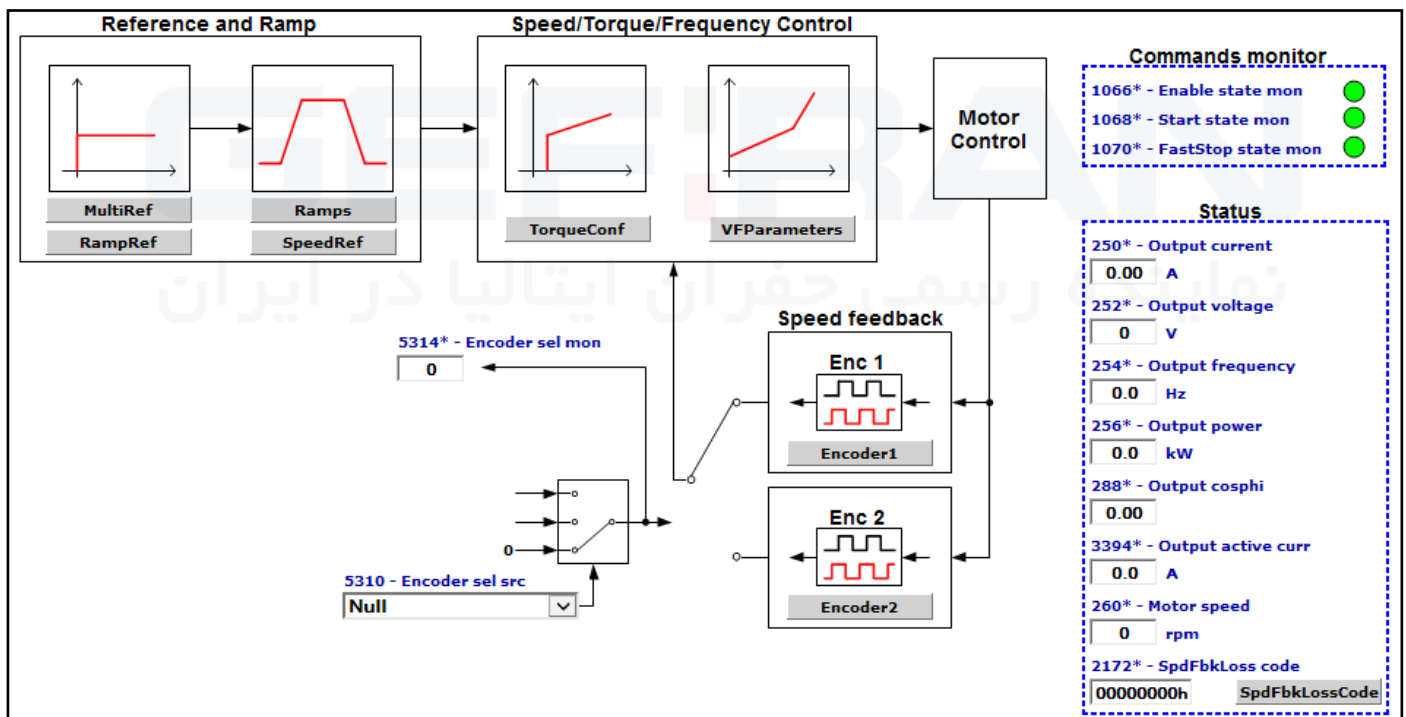 Reference and Ramp
MultiRef
RampRef
Ramps
SpeedRef
Speed/Torque/Frequency Control
TorqueConf
VFParameters
Motor
Control
Commands monitor
1066* - Enable state mon
1068* - Start state mon
1070* - FastStop state mon
GEFRAN
نماینده رسمی جفران ایتالیا در ایران
5314* - Encoder sel mon
0
0
5310 - Encoder sel src
Null
Speed feedback
Enc 1
Encoder1
Enc 2
Encoder2
Status
250* - Output current
0.00 A
252* - Output voltage
0 V
254* - Output frequency
0.0 Hz
256* - Output power
0.0 kW
288* - Output cosphi
0.00
3394* - Output active curr
0.0 A
260* - Motor speed
0 rpm
2172* - SpdFbkLoss code
00000000h SpdFbkLossCode